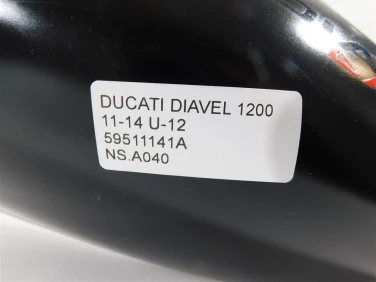 DUCATI DIAVEL 1200
11-14 U-12
59511141A
NS.A040